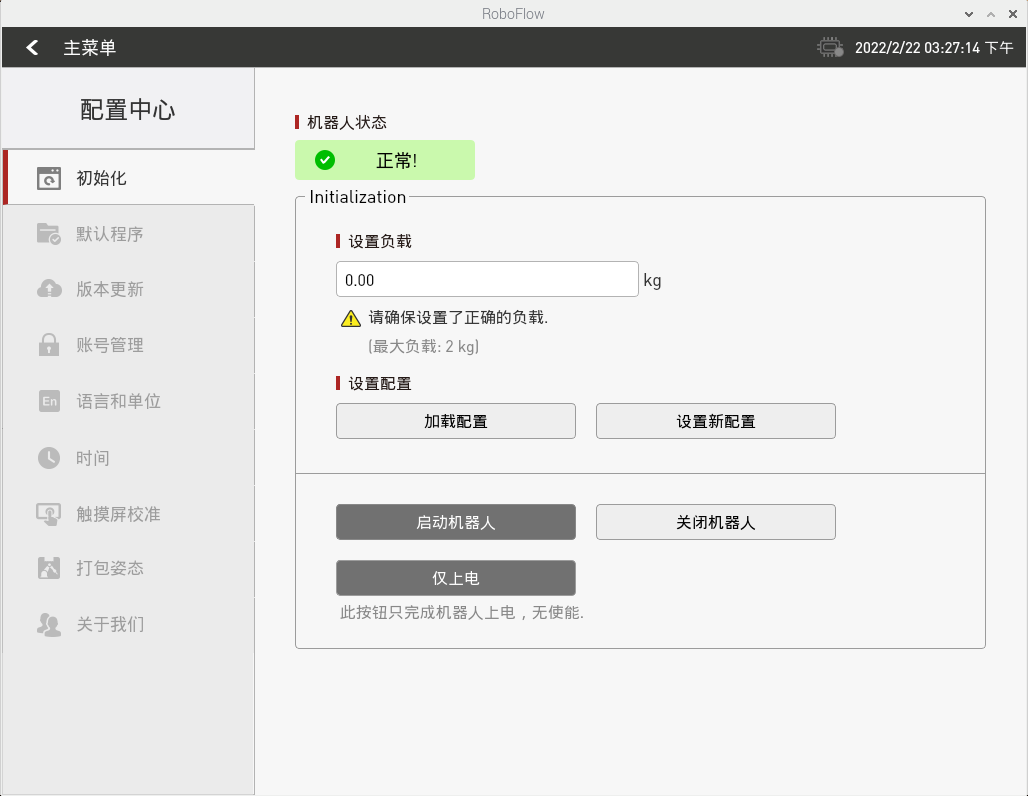 RoboFlow
主菜单
2022/2/22 03:27:14 下午
配置中心
初始化
默认程序
版本更新
账号管理
En 语言和单位
时间
触摸屏校准
打包姿态
关于我们
机器人状态
正常!
Initialization
设置负载
0.00 kg
请确保设置了正确的负载.
(最大负载: 2 kg)
设置配置
加载配置 设置新配置
启动机器人 关闭机器人
仅上电
此按钮只完成机器人上电，无使能.